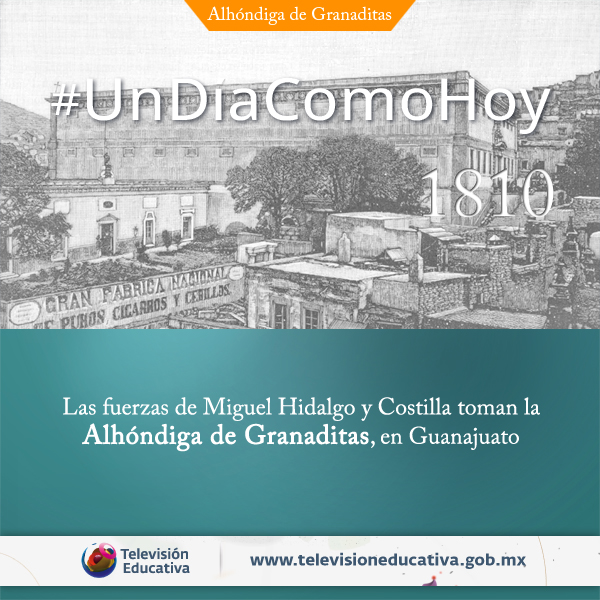 Alhóndiga de Granaditas
#UnDiaComoHoy
1810
GRAN FABRICA NACIONAL
DE PUROS CIGARROS Y CERILLOS.
Las fuerzas de Miguel Hidalgo y Costilla toman la
Alhóndiga de Granaditas, en Guanajuato
Televisión
Educativa
www.televisioneducativa.gob.mx